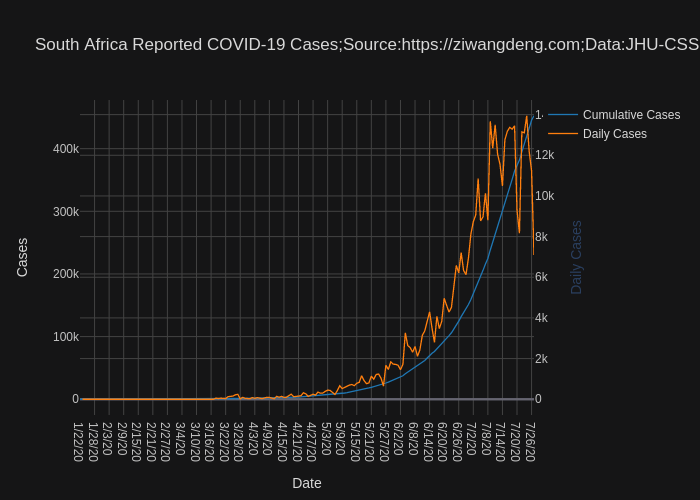 South Africa Reported COVID-19 Cases;Source:https://ziwangdeng.com;Data:JHU-CSS
Cumulative Cases
Daily Cases
400k
300k
200k
100k
0
12k
10k
8k
6k
4k
2k
0
Cases
Daily Cases
1/22/20
1/28/20
2/3/20
2/9/20
2/15/20
2/21/20
2/27/20
3/4/20
3/10/20
3/16/20
3/22/20
3/28/20
4/3/20
4/9/20
4/15/20
4/21/20
4/27/20
5/3/20
5/9/20
5/15/20
5/21/20
5/27/20
6/2/20
6/8/20
6/14/20
6/20/20
6/26/20
7/2/20
7/8/20
7/14/20
7/20/20
7/26/20
Date